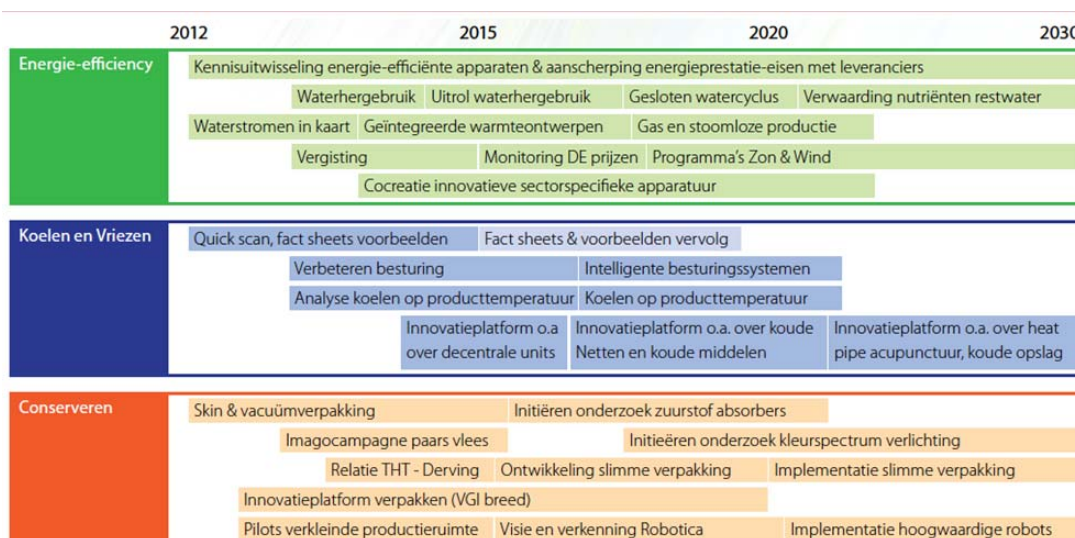 2012 2015 2020 2030
Energie-efficiency
Kennisuitwisseling energie-efficiënte apparaten & aanscherping energieprestatie-eisen met leveranciers
Waterhergebruik Uitrol waterhergebruik Gesloten watercyclus Verwaarding nutriënten restwater
Waterstromen in kaart Geïntegreerde warmteontwerpen Gas en stoomloze productie
Vergisting Monitoring DE prijzen Programma's Zon & Wind
Cocreatie innovatieve sectorspecifieke apparatuur
Koelen en Vriezen
Quick scan, fact sheets voorbeelden Fact sheets & voorbeelden vervolg
Verbeteren besturing Intelligente besturingssystemen
Analyse koelen op producttemperatuur Koelen op producttemperatuur
Innovatieplatform o.a Innovatieplatform o.a. over koude Innovatieplatform o.a. over heat
over decentrale units Netten en koude middelen pipe acupunctuur, koude opslag
Conserveren
Skin & vacuümverpakking Initiëren onderzoek zuurstof absorbers
Imagocampagne paars vlees Initieëren onderzoek kleurspectrum verlichting
Relatie THT - Derving Ontwikkeling slimme verpakking Implementatie slimme verpakking
Innovatieplatform verpakken (VGI breed)
Pilots verkleinde productieruimte Visie en verkenning Robotica Implementatie hoogwaardige robots